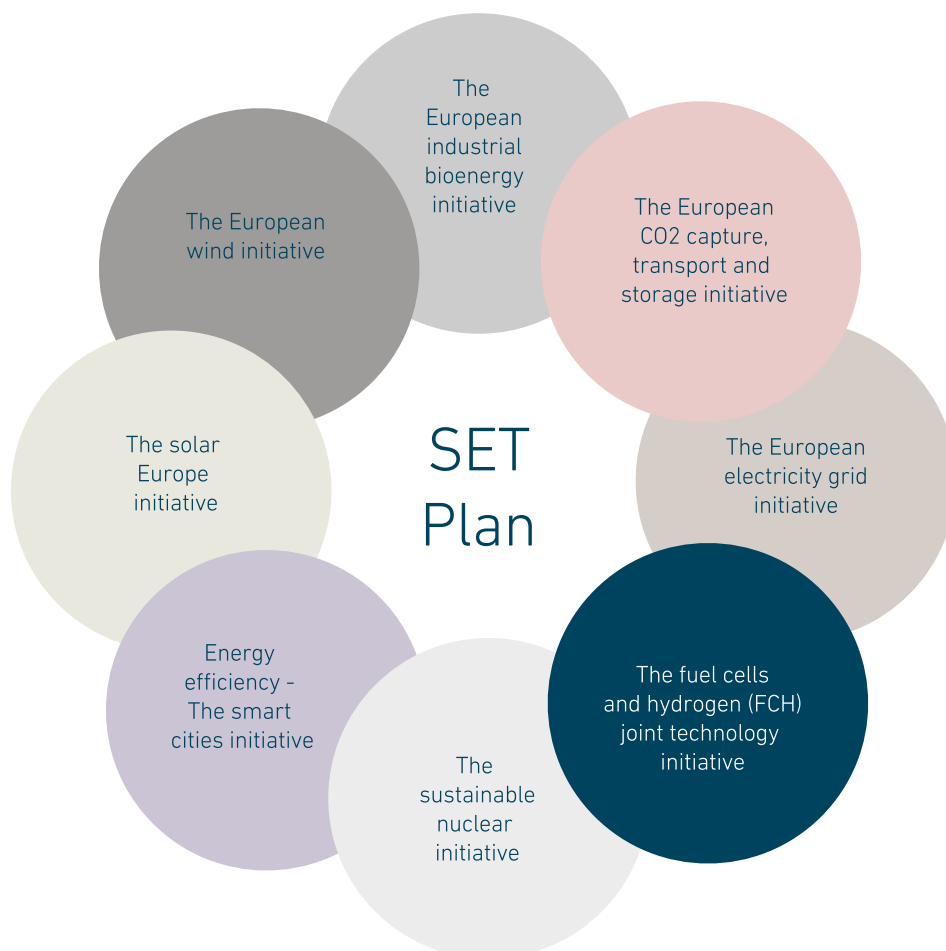 The
European
industrial
bioenergy
initiative
The European
CO2 capture,
transport and
storage initiative
The European
wind initiative
The solar
Europe
initiative
SET
Plan
The European
electricity grid
initiative
Energy
efficiency -
The smart
cities initiative
The
sustainable
nuclear
initiative
The fuel cells
and hydrogen (FCH)
joint technology
initiative